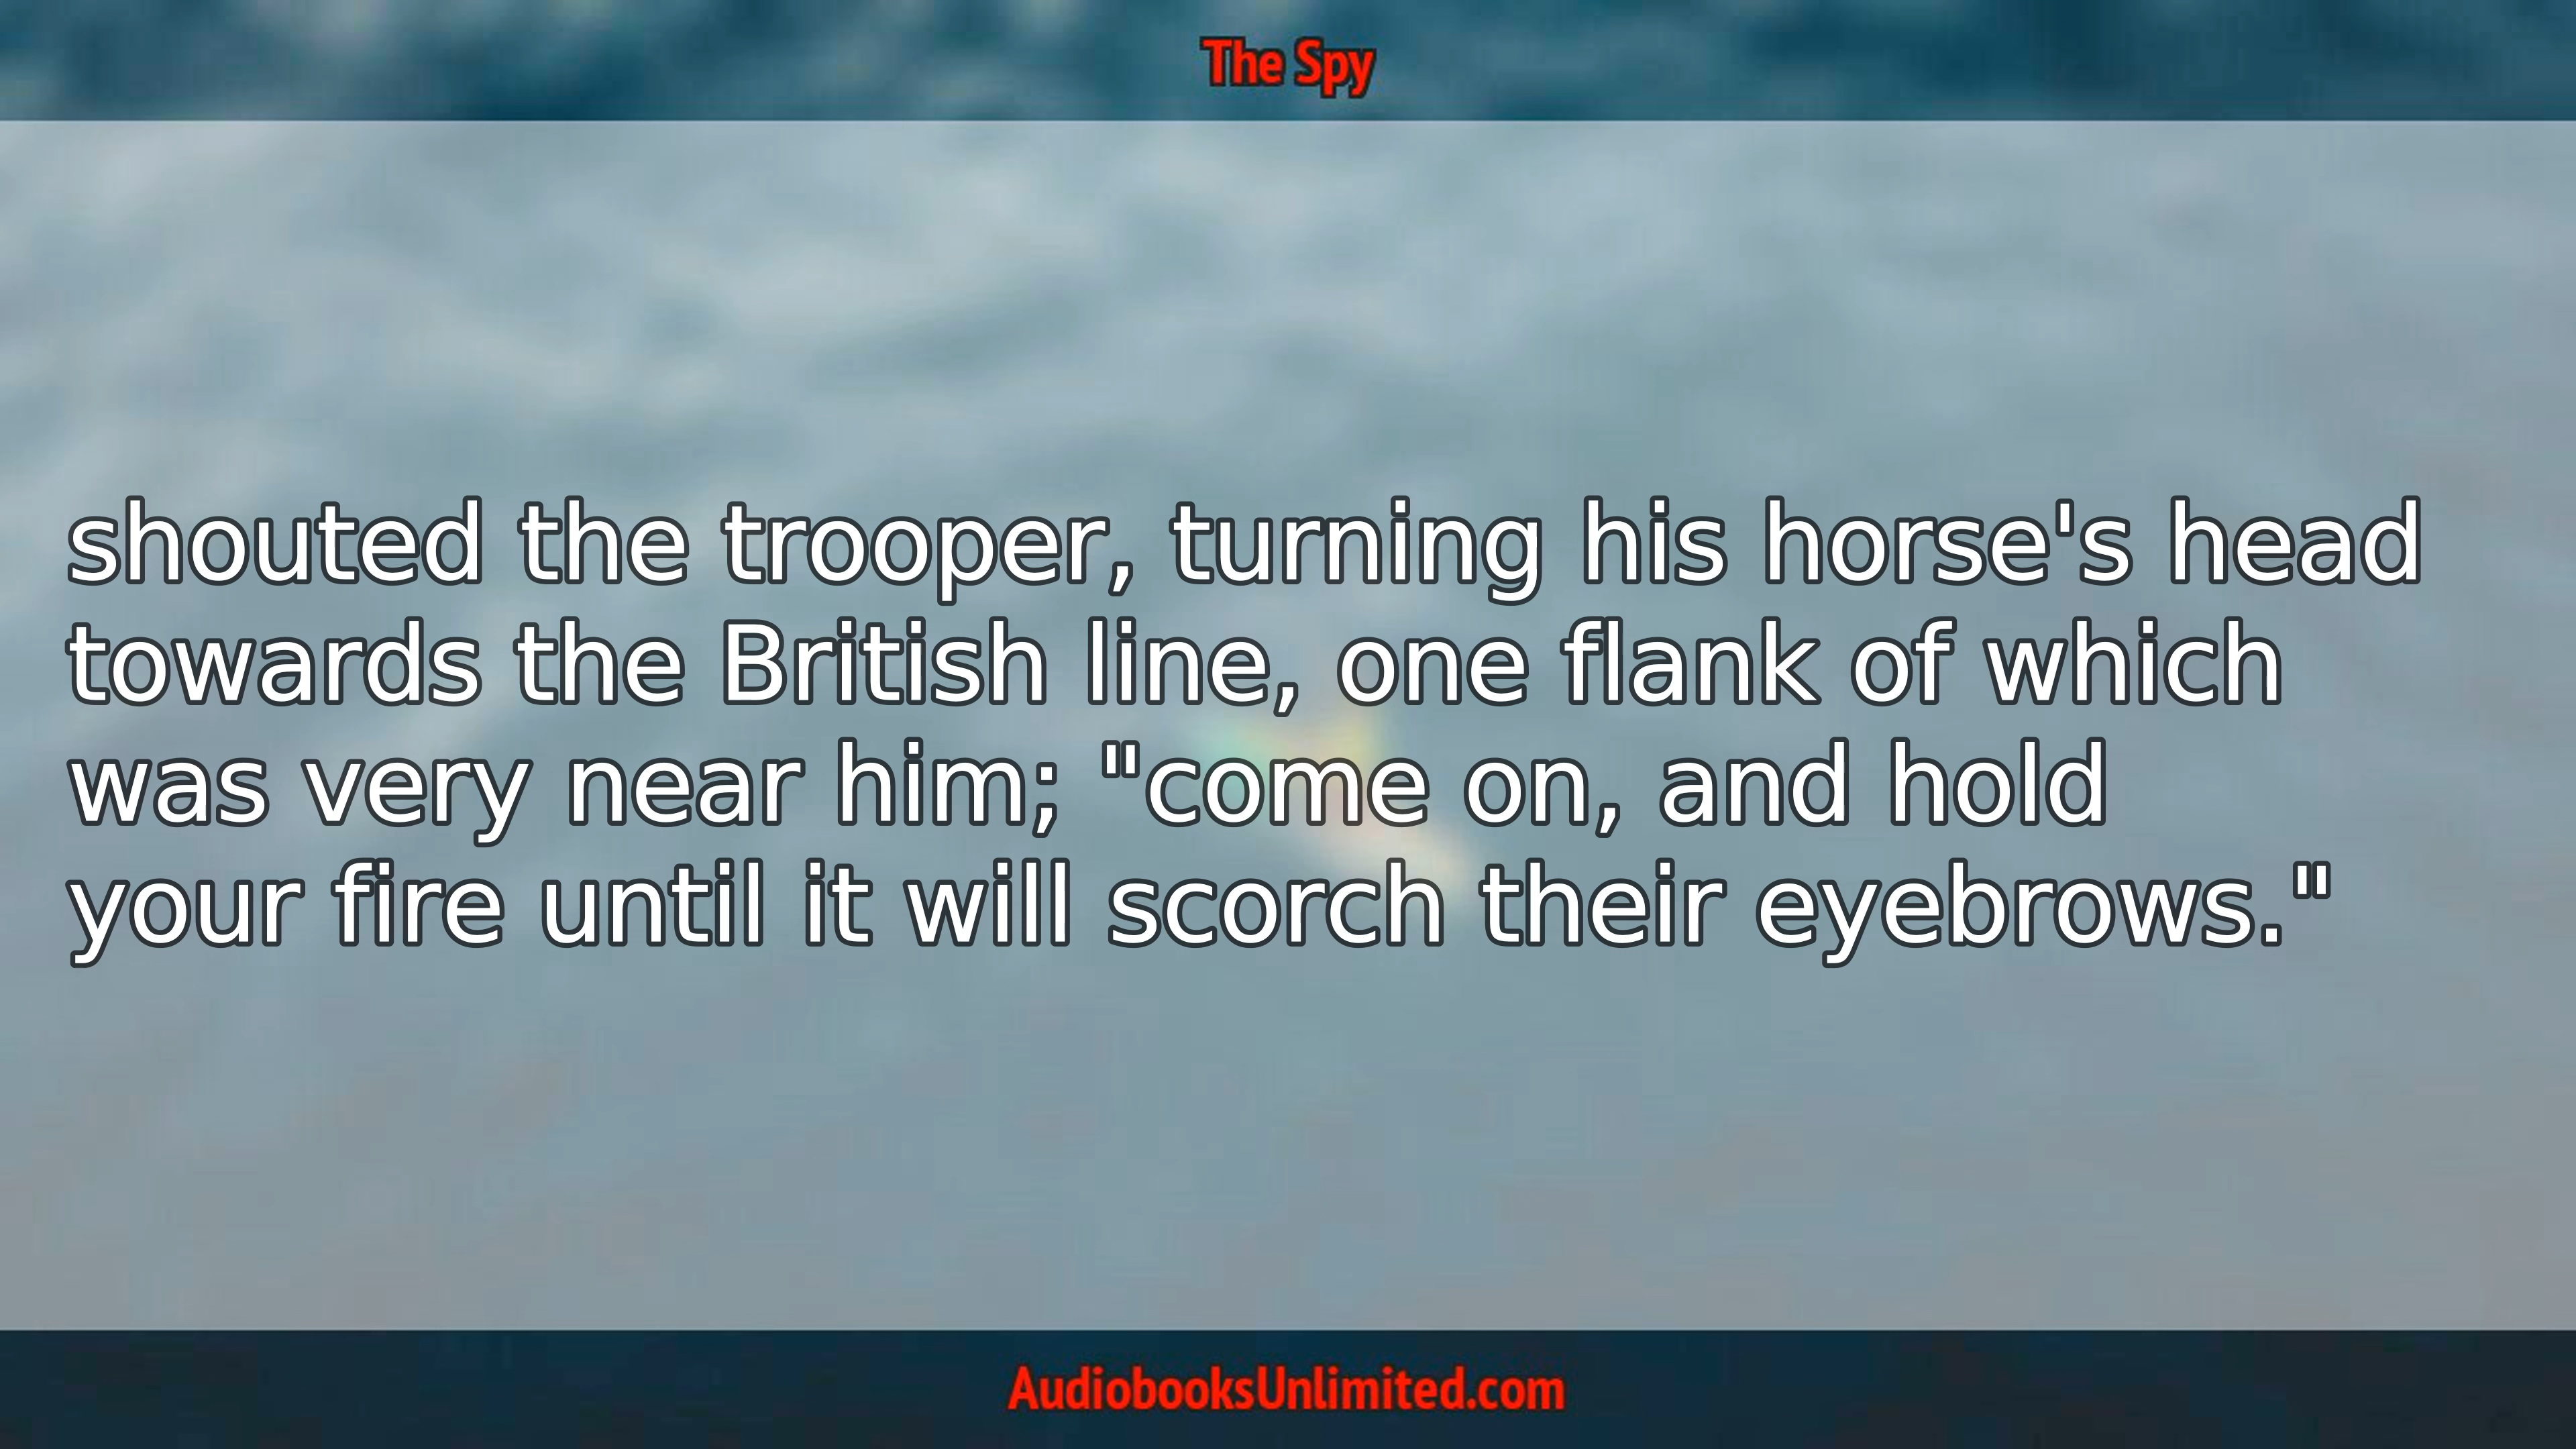 The Spy
shouted the trooper, turning his horse's head
towards the British line, one flank of which
was very near him; "come on, and hold
your fire until it will scorch their eyebrows."
AudiobooksUnlimited.com